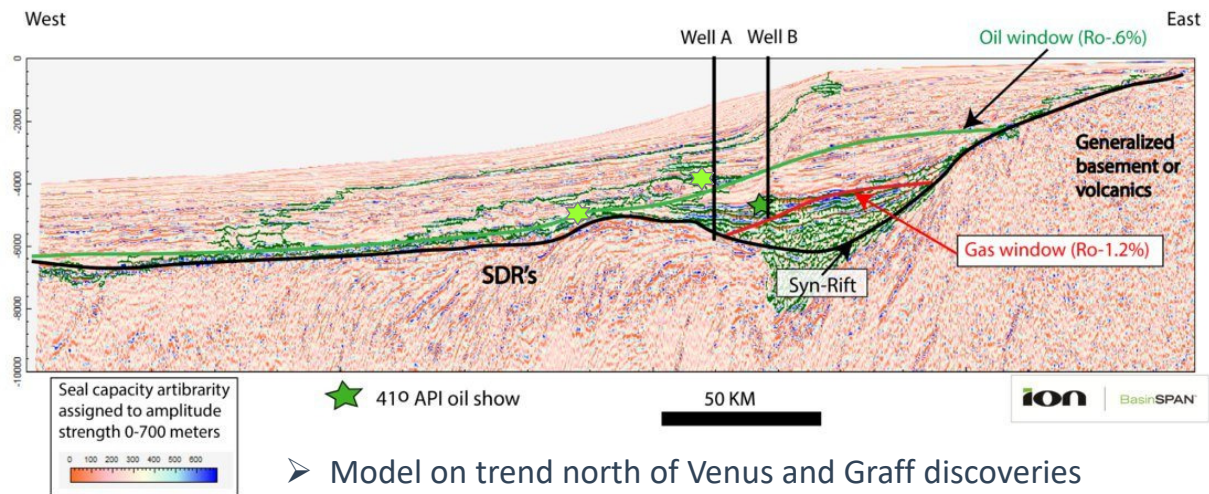 West
East
Well A
Well B
Oil window (Ro-.6%)
0
-2000
-4000
-6000
-8000
-10000
Generalized
basement or
volcanics
SDR's
Gas window (Ro-1.2%)
Syn-Rift
Seal capacity artibrarity
assigned to amplitude
strength 0-700 meters
0 100 200 300 400 500 600
41º API oil show
50 KM
ion BasinSPAN™
➢ Model on trend north of Venus and Graff discoveries